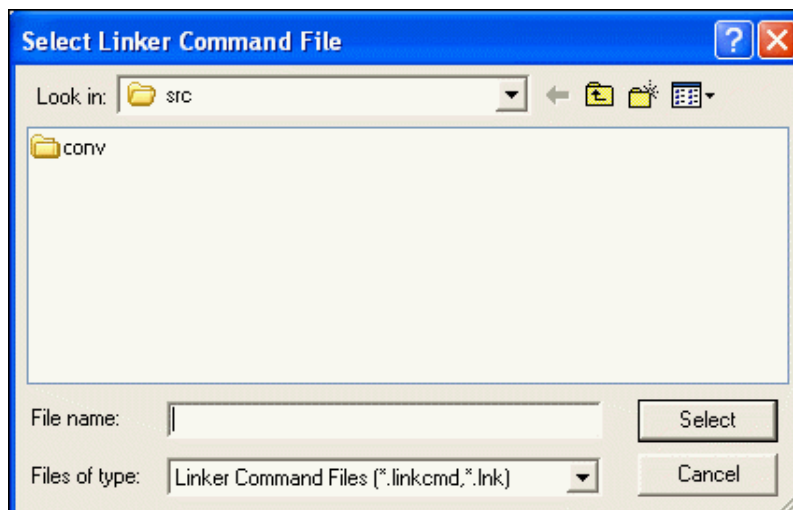 Select Linker Command File
Look in: src
conv
File name:
Select
Files of type: Linker Command Files (*.linkcmd,*.lnk)
Cancel